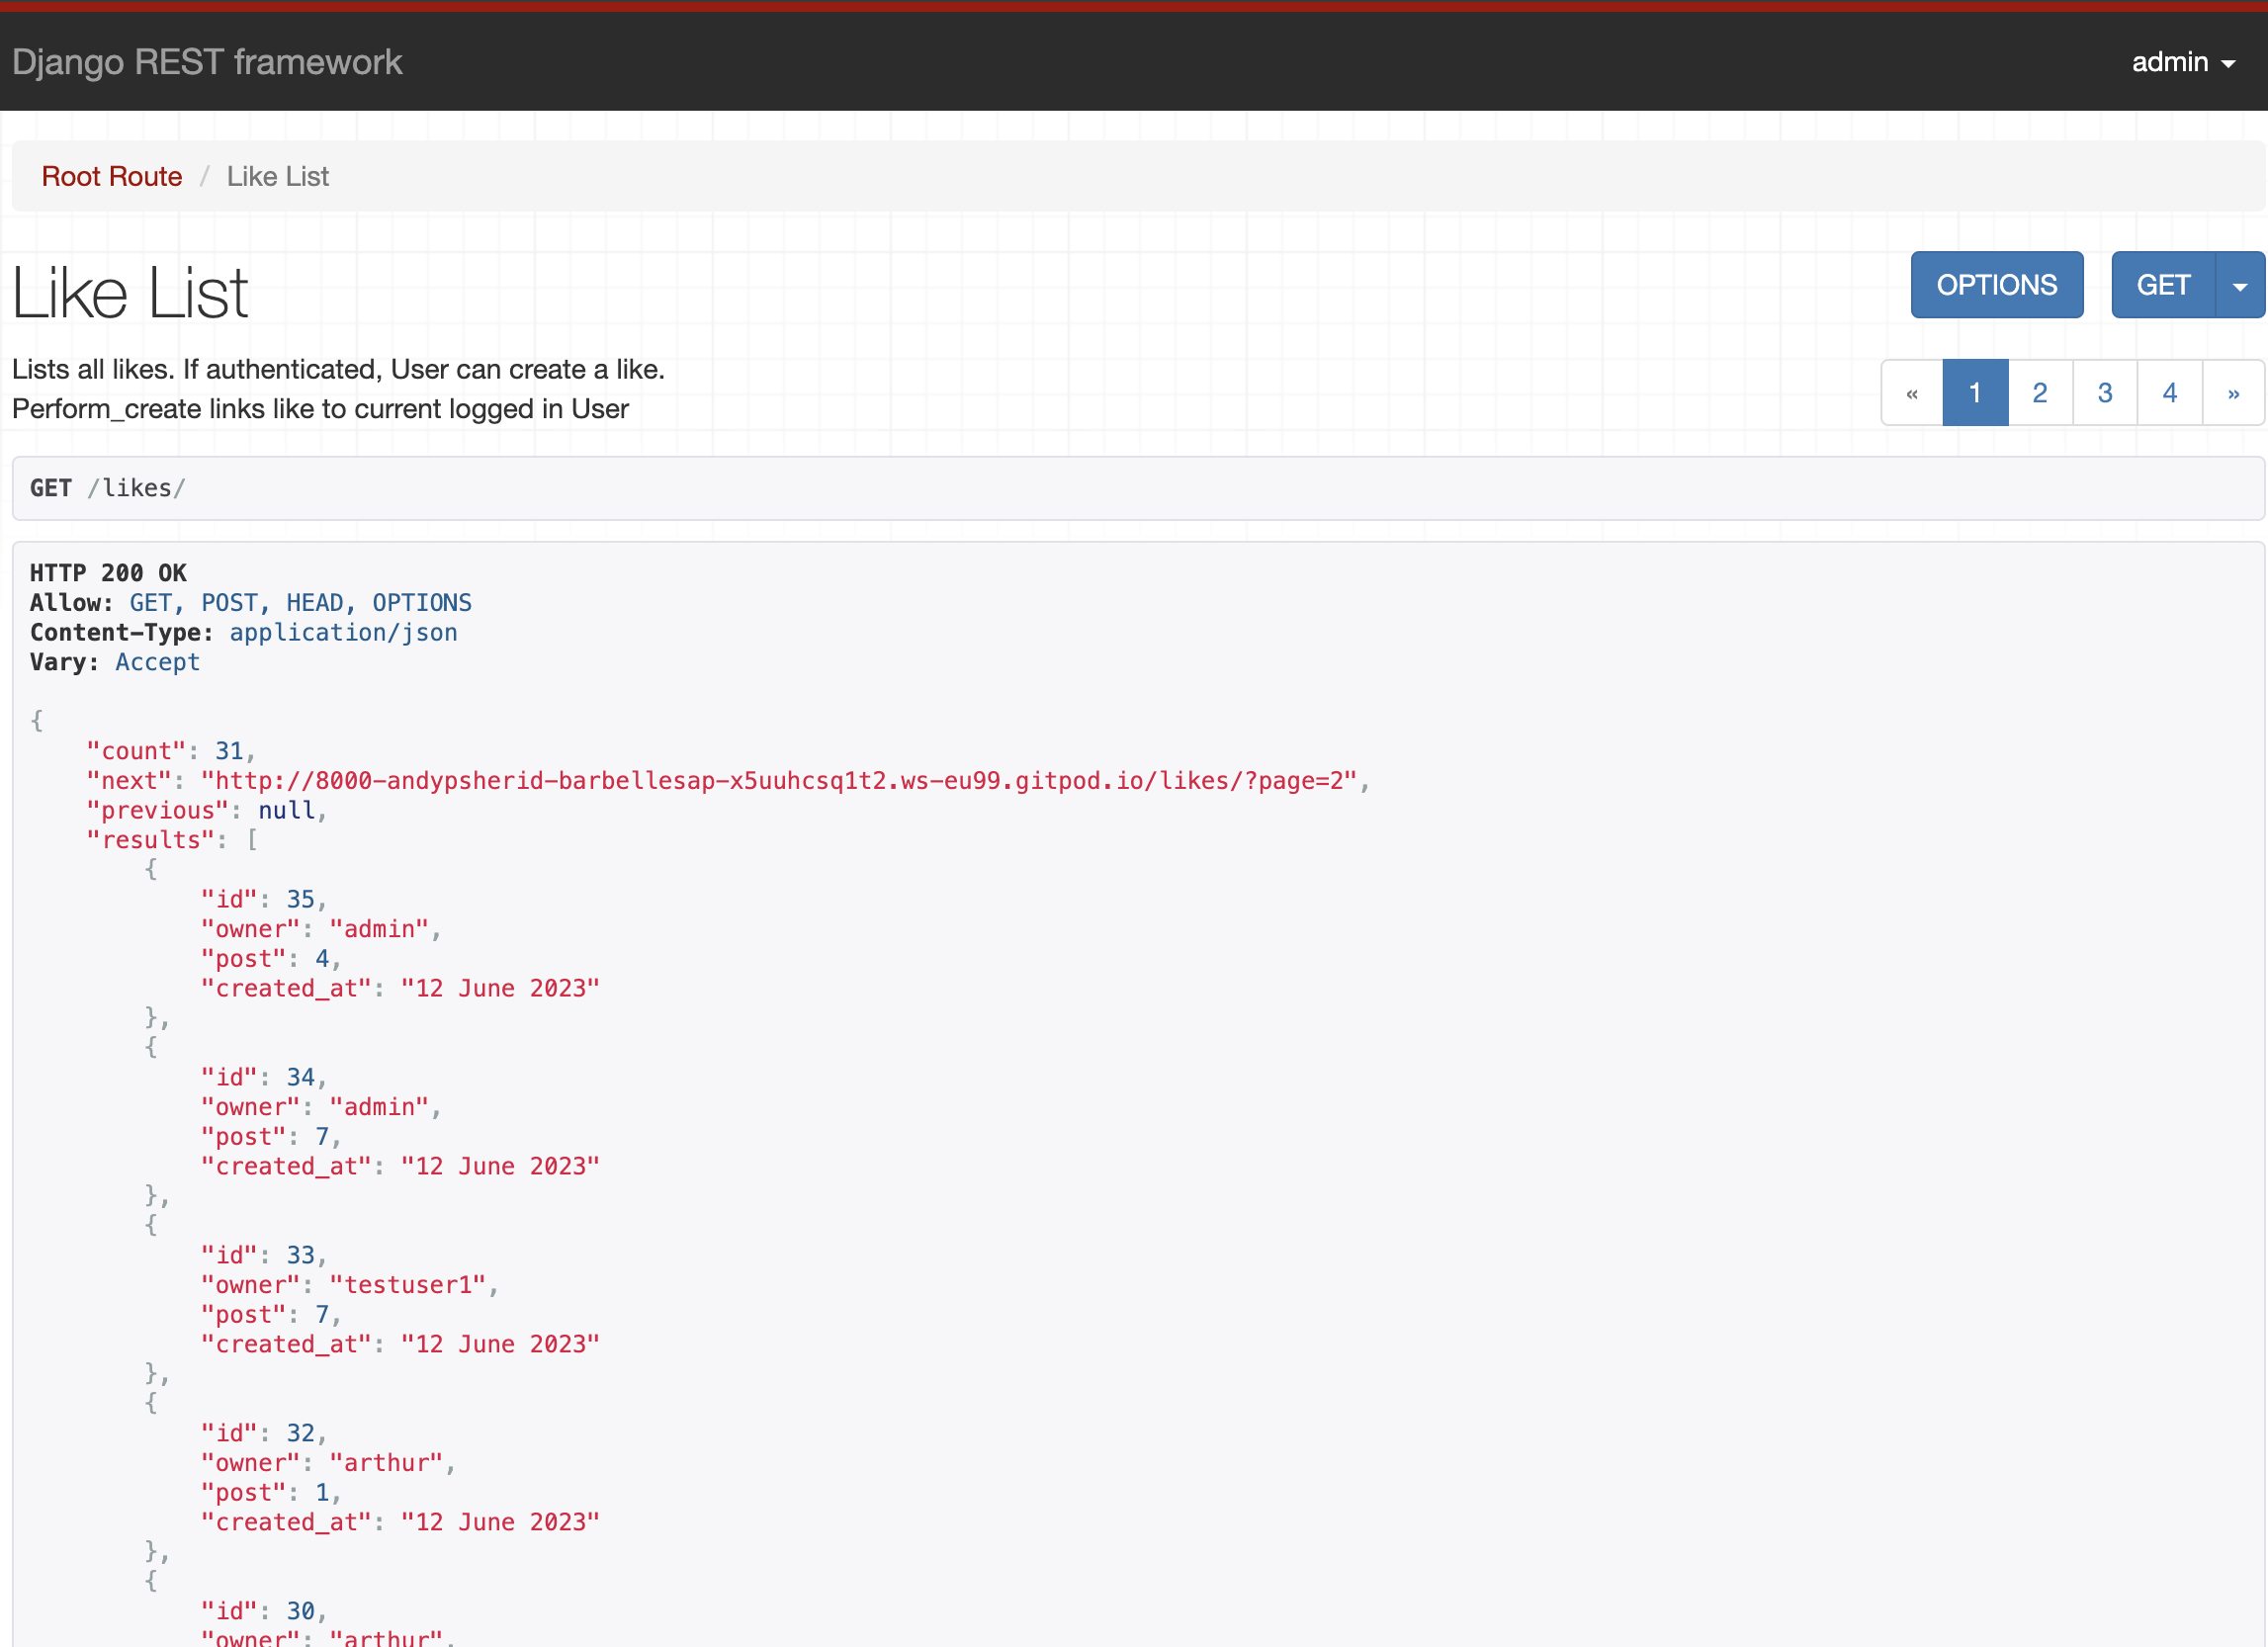 Django REST framework
admin
Root Route / Like List
Like List
OPTIONS
GET
Lists all likes. If authenticated, User can create a like.
Perform_create links like to current logged in User
« 1 2 3 4 »
GET /likes/
HTTP 200 OK
Allow: GET, POST, HEAD, OPTIONS
Content-Type: application/json
Vary: Accept
{
"count": 31,
"next": "http://8000-andypsherid-barbellesap-x5uuhcsq1t2.ws-eu99.gitpod.io/likes/?page=2",
"previous": null,
"results": [
{
"id": 35,
"owner": "admin",
"post": 4,
"created_at": "12 June 2023"
},
{
"id": 34,
"owner": "admin",
"post": 7,
"created_at": "12 June 2023"
},
{
"id": 33,
"owner": "testuser1",
"post": 7,
"created_at": "12 June 2023"
},
{
"id": 32,
"owner": "arthur",
"post": 1,
"created_at": "12 June 2023"
},
{
"id": 30,
"owner": "arthur",